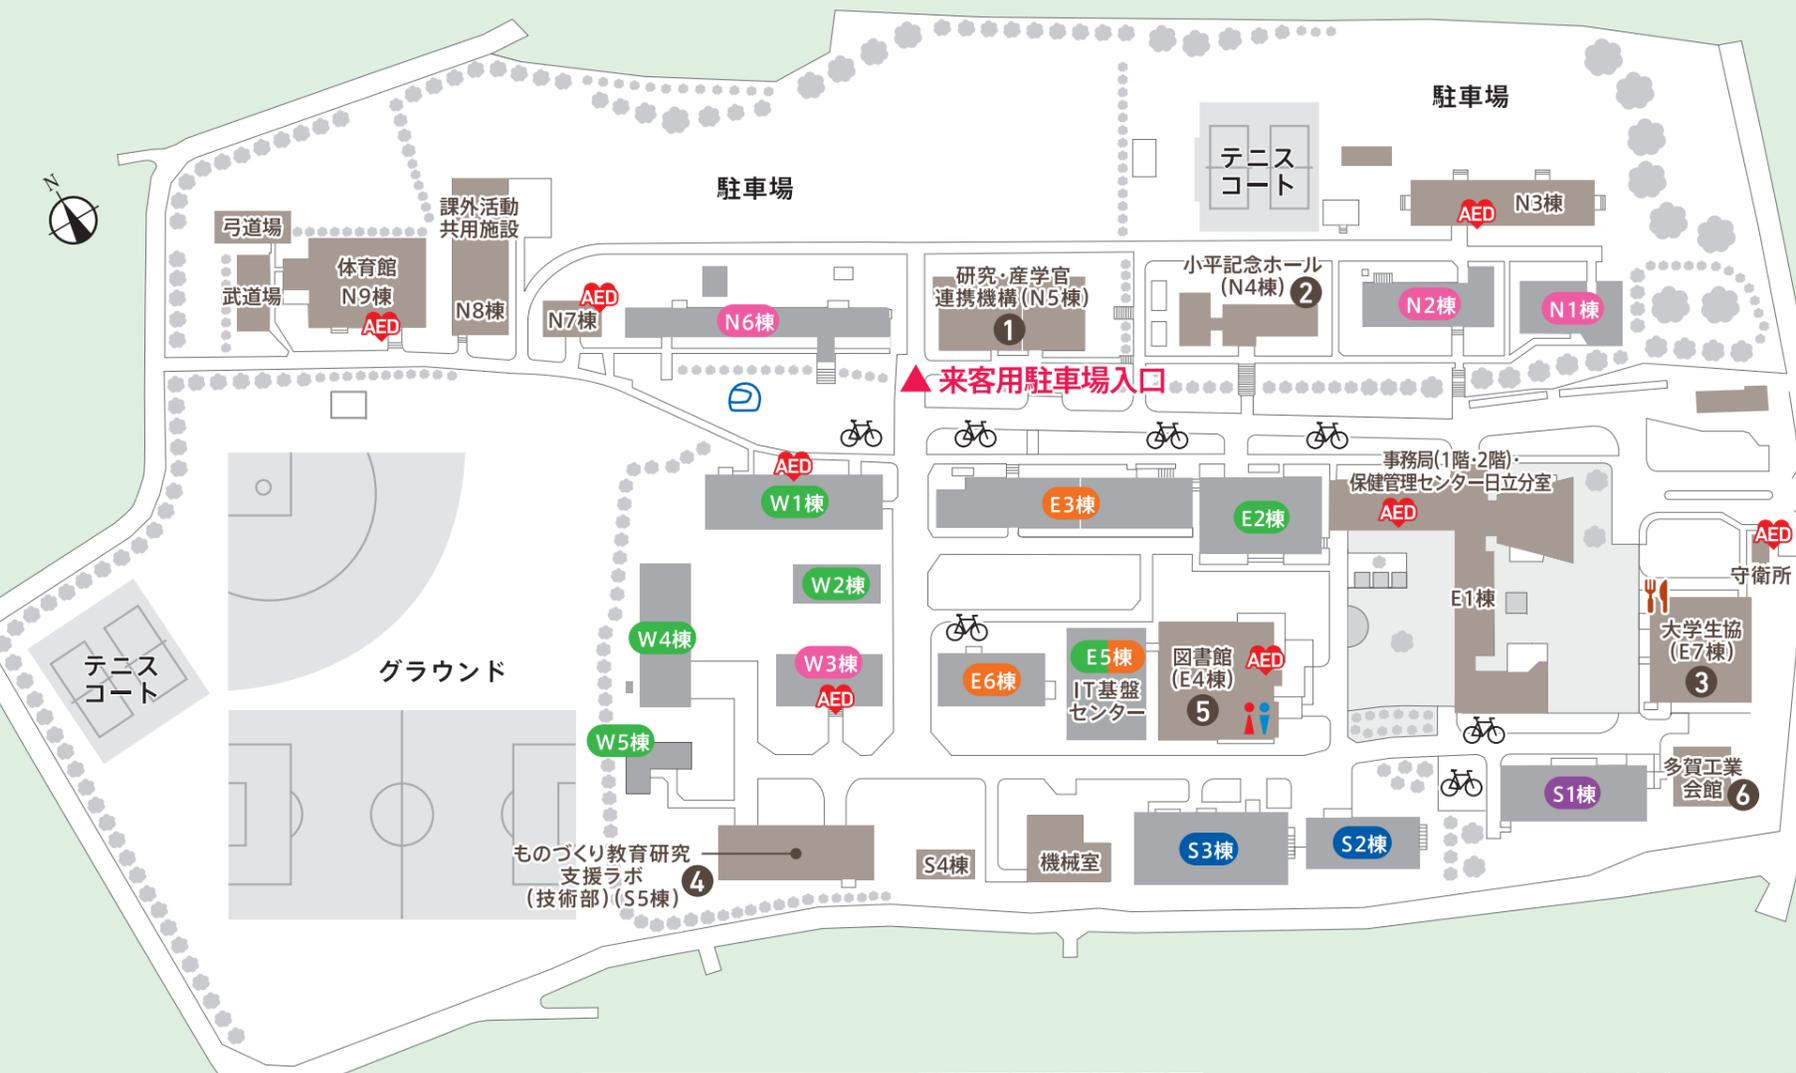 駐車場
テニス
コート
駐車場
N
AED
N3棟
課外活動
共用施設
弓道場
体育館
N9棟
武道場
AED
N8棟
AED
N7棟
N6棟
研究・産学官
連携機構(N5棟)
1
小平記念ホール
(N4棟)
2
N2棟
N1棟
▲来客用駐車場入口
AED
W1棟
E3棟
E2棟
事務局(1階・2階)・
保健管理センター日立分室
AED
AED
守衛所
W2棟
E1棟
W4棟
W3棟
AED
E6棟
E5棟
IT基盤
センター
図書館
(E4棟)
5
AED
大学生協
(E7棟)
3
テニス
コート
グラウンド
W5棟
S1棟
多賀工業
会館
6
ものづくり教育研究
支援ラボ
(技術部)(S5棟)
4
S4棟
機械室
S3棟
S2棟